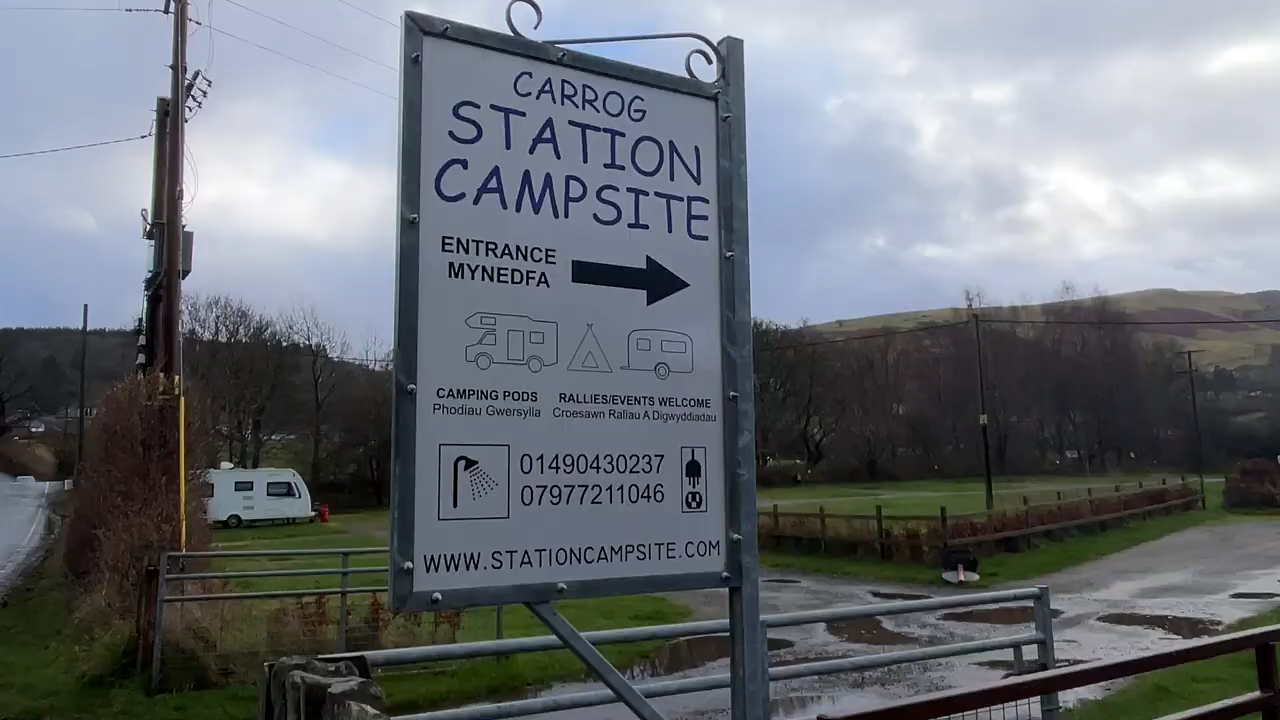 CARROG
STATION
CAMPSITE
ENTRANCE
MYNEDFA
CAMPING PODS
Phodiau Gwersylla
RALLIES/EVENTS WELCOME
Croesawn Raliau A Digwyddiadau
01490430237
07977211046
WWW.STATIONCAMPSITE.COM